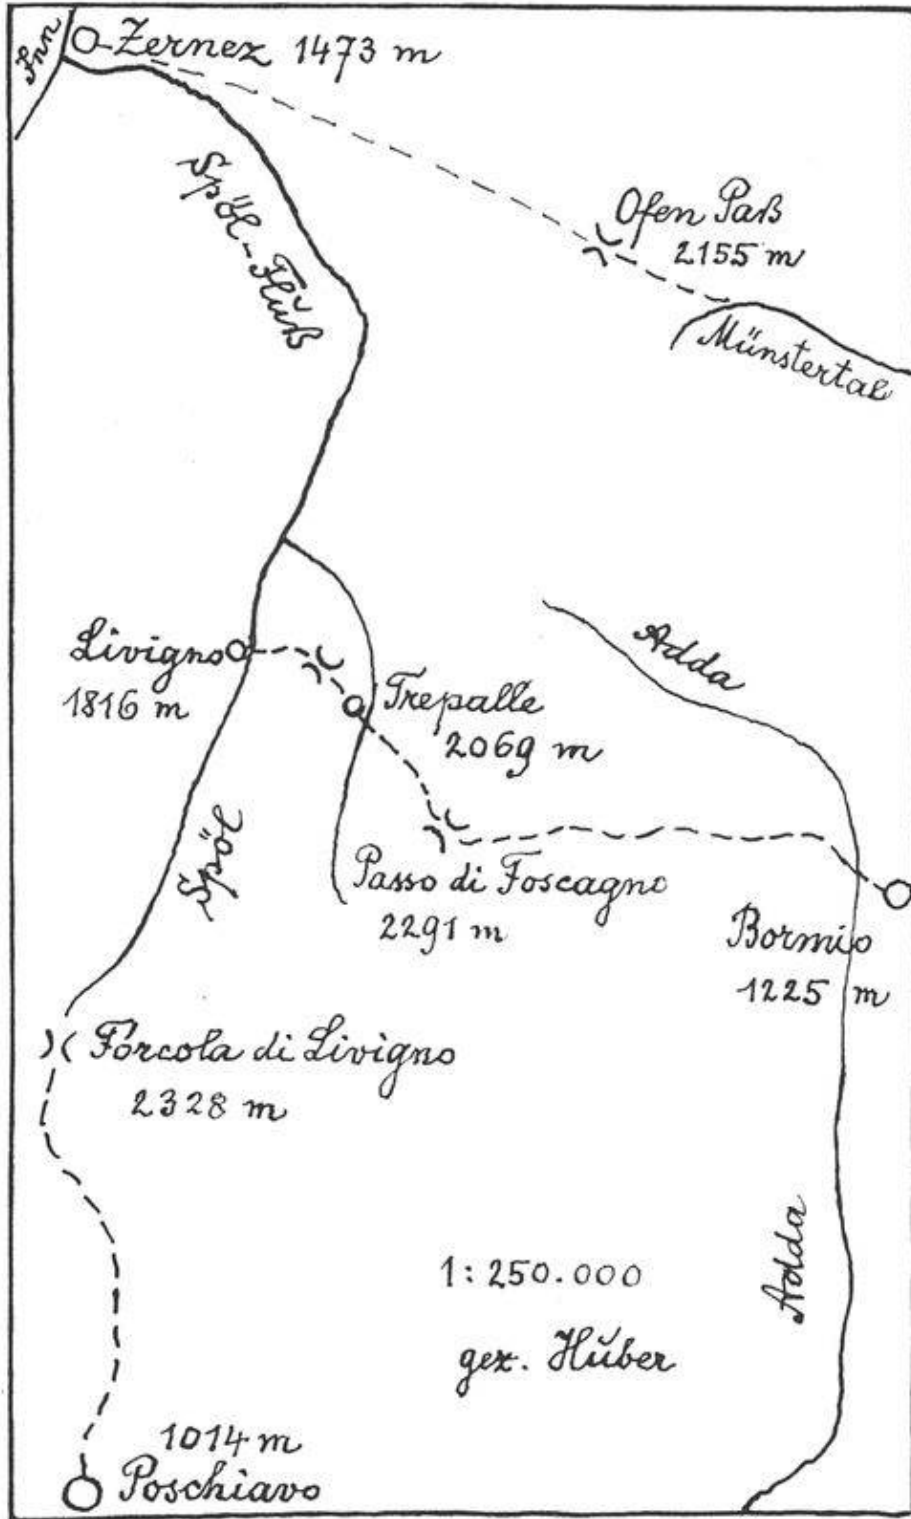 Inn
Zernez 1473 m
Spöl-Fluß
Ofen Paß
2155 m
Münstertal
Livigno
1816 m
Trepalle
2069 m
Adda
Spöl
Passo di Foscagno
2291 m
Bormio
1225 m
Forcola di Livigno
2328 m
Adda
1:250.000
gez. Huber
1014 m
Poschiavo